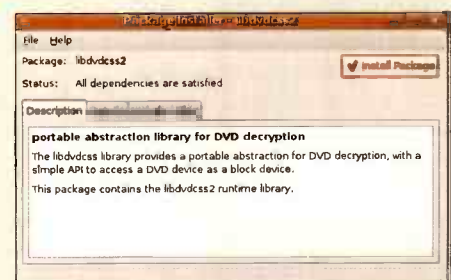 Package Installer - libdvdcss2
File Help
Package: libdvdcss2
Install Package
Status: All dependencies are satisfied
Description
portable abstraction library for DVD decryption
The libdvdcss library provides a portable abstraction for DVD decryption, with a
simple API to access a DVD device as a block device.
This package contains the libdvdcss2 runtime library.